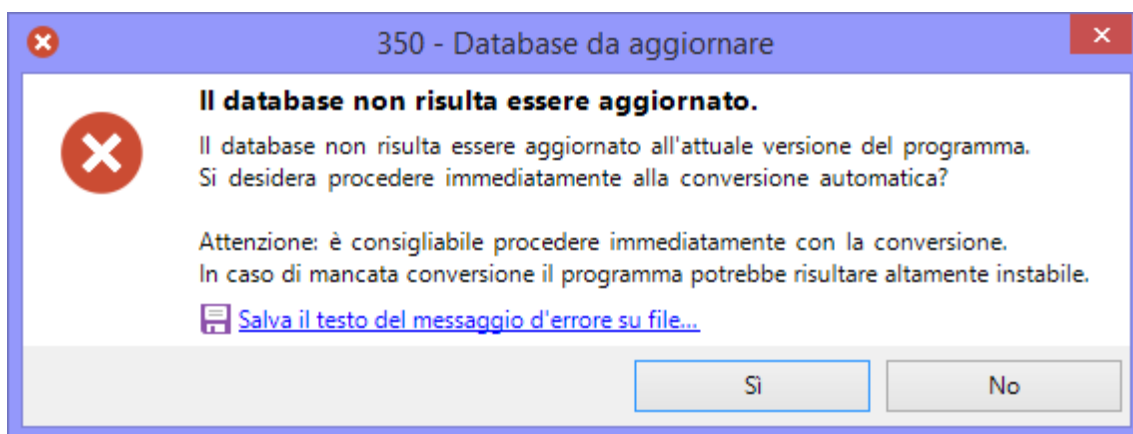 350 - Database da aggiornare
Il database non risulta essere aggiornato.
Il database non risulta essere aggiornato all'attuale versione del programma.
Si desidera procedere immediatamente alla conversione automatica?
Attenzione: è consigliabile procedere immediatamente con la conversione.
In caso di mancata conversione il programma potrebbe risultare altamente instabile.
Salva il testo del messaggio d'errore su file...
Sì
No